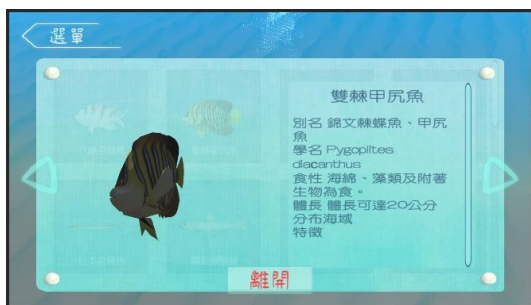 選單
雙棘甲尻魚
別名 錦文棘蝶魚、甲尻
魚
學名 Pygoplites
diacanthus
食性 海綿、藻類及附著
生物為食。
體長 體長可達20公分
分布海域
特徵
離開